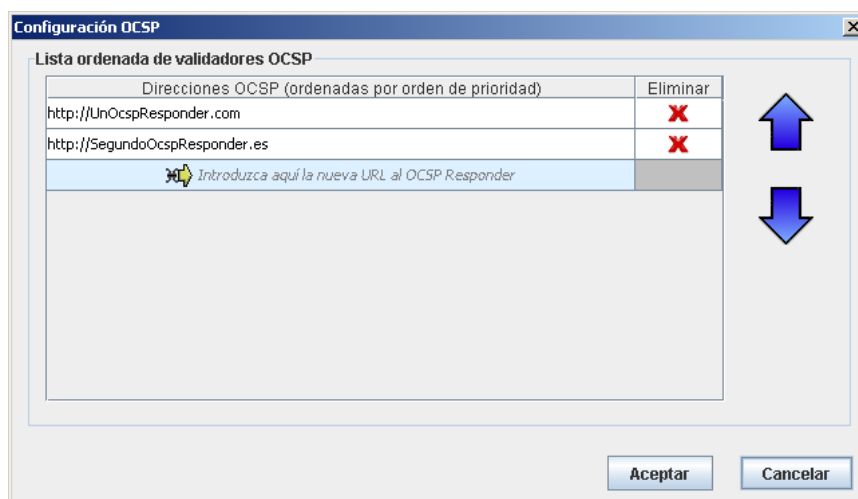 Configuración OCSP
Lista ordenada de validadores OCSP
Direcciones OCSP (ordenadas por orden de prioridad) Eliminar
http://UnOcspResponder.com
http://SegundoOcspResponder.es
Introduzca aquí la nueva URL al OCSP Responder
Aceptar Cancelar